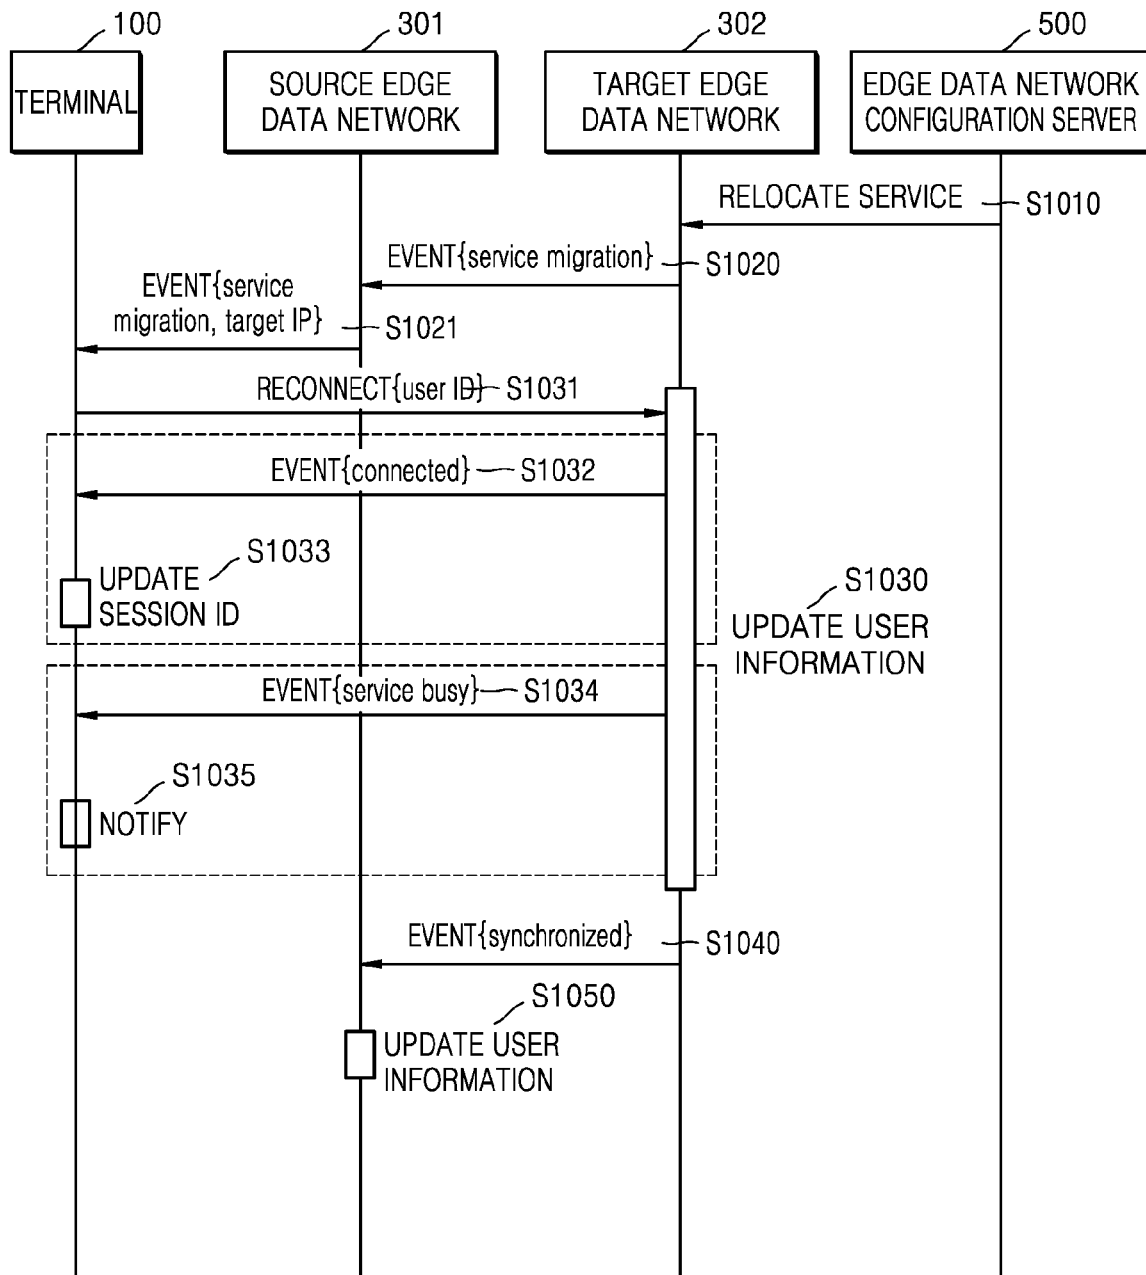 100
301
302
500
TERMINAL
SOURCE EDGE
DATA NETWORK
TARGET EDGE
DATA NETWORK
EDGE DATA NETWORK
CONFIGURATION SERVER
RELOCATE SERVICE
S1010
EVENT{service migration}
S1020
EVENT{service
migration, target IP}
S1021
RECONNECT{user ID}
S1031
EVENT{connected}
S1032
S1033
UPDATE
SESSION ID
S1030
UPDATE USER
INFORMATION
EVENT{service busy}
S1034
S1035
NOTIFY
EVENT{synchronized}
S1040
S1050
UPDATE USER
INFORMATION